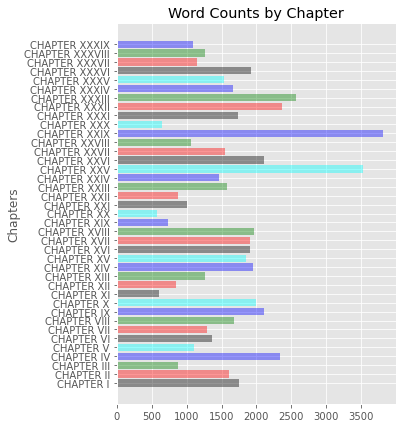 Word Counts by Chapter
CHAPTER XXXIX
CHAPTER XXXVIII
CHAPTER XXXVII
CHAPTER XXXVI
CHAPTER XXXV
CHAPTER XXXIV
CHAPTER XXXIII
CHAPTER XXXII
CHAPTER XXXI
CHAPTER XXX
CHAPTER XXIX
CHAPTER XXVIII
CHAPTER XXVII
CHAPTER XXVI
CHAPTER XXV
CHAPTER XXIV
CHAPTER XXIII
CHAPTER XXII
CHAPTER XXI
CHAPTER XX
CHAPTER XIX
CHAPTER XVIII
CHAPTER XVII
CHAPTER XVI
CHAPTER XV
CHAPTER XIV
CHAPTER XIII
CHAPTER XII
CHAPTER XI
CHAPTER X
CHAPTER IX
CHAPTER VIII
CHAPTER VII
CHAPTER VI
CHAPTER V
CHAPTER IV
CHAPTER III
CHAPTER II
CHAPTER I
Chapters
0 500 1000 1500 2000 2500 3000 3500